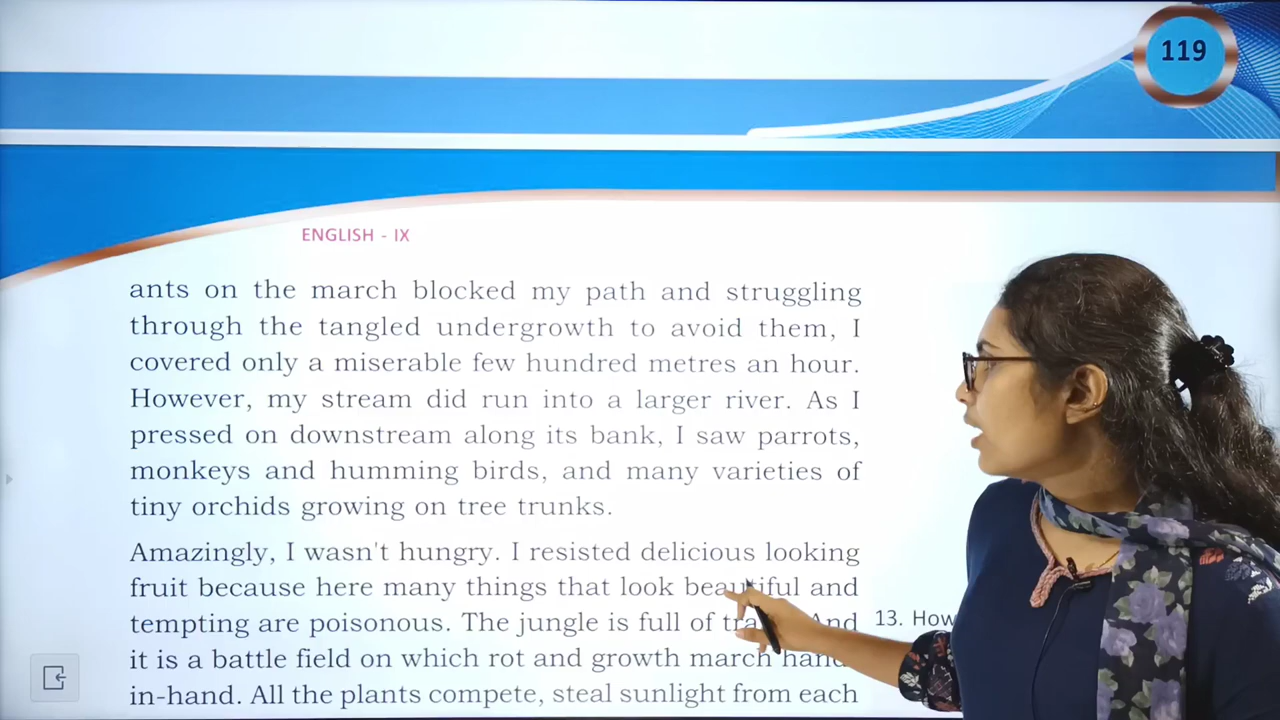 119
ENGLISH - IX
ants on the march blocked my path and struggling
through the tangled undergrowth to avoid them, I
covered only a miserable few hundred metres an hour.
However, my stream did run into a larger river. As I
pressed on downstream along its bank, I saw parrots,
monkeys and humming birds, and many varieties of
tiny orchids growing on tree trunks.
Amazingly, I wasn't hungry. I resisted delicious looking
fruit because here many things that look beautiful and
tempting are poisonous. The jungle is full of And
it is a battle field on which rot and growth march hand
in-hand. All the plants compete, steal sunlight from each
13. How